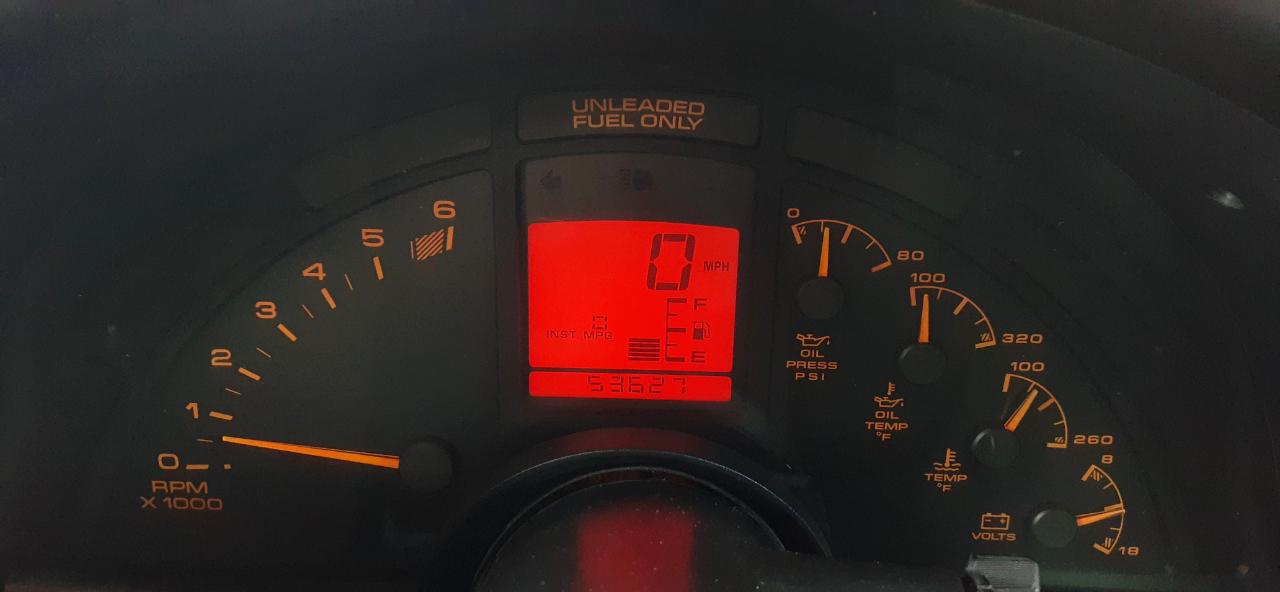 UNLEADED
FUEL ONLY
6
5
4
3
2
1
0
RPM
X 1000
0
MPH
F
0
INST. MPG
E
53627
0
80
OIL
PRESS
PSI
100
320
OIL
TEMP
°F
100
260
TEMP
°F
8
18
VOLTS